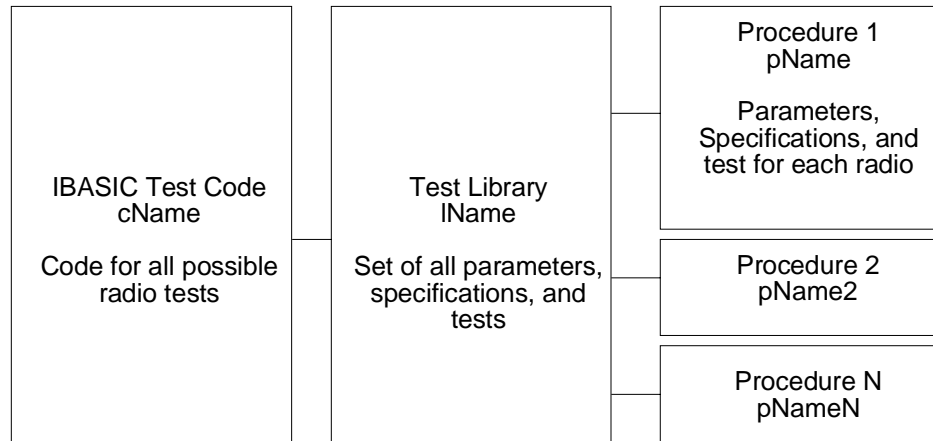 IBASIC Test Code
cName
Code for all possible
radio tests
Test Library
lName
Set of all parameters,
specifications, and
tests
Procedure 1
pName
Parameters,
Specifications, and
test for each radio
Procedure 2
pName2
Procedure N
pNameN